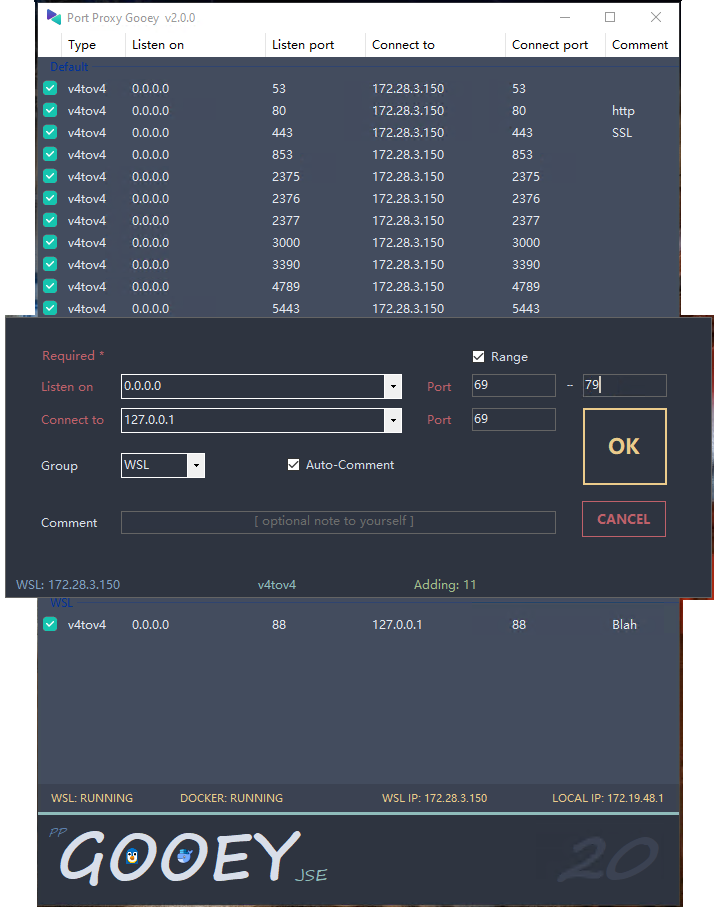 Port Proxy Gooey v2.0.0
Type Listen on Listen port Connect to Connect port Comment
Default
v4tov4 0.0.0.0 53 172.28.3.150 53
v4tov4 0.0.0.0 80 172.28.3.150 80 http
v4tov4 0.0.0.0 443 172.28.3.150 443 SSL
v4tov4 0.0.0.0 853 172.28.3.150 853
v4tov4 0.0.0.0 2375 172.28.3.150 2375
v4tov4 0.0.0.0 2376 172.28.3.150 2376
v4tov4 0.0.0.0 2377 172.28.3.150 2377
v4tov4 0.0.0.0 3000 172.28.3.150 3000
v4tov4 0.0.0.0 3390 172.28.3.150 3390
v4tov4 0.0.0.0 4789 172.28.3.150 4789
v4tov4 0.0.0.0 5443 172.28.3.150 5443
Required * Range
Listen on 0.0.0.0 Port 69 – 79
Connect to 127.0.0.1 Port 69
OK
Group WSL Auto-Comment
Comment [ optional note to yourself ] CANCEL
WSL: 172.28.3.150 v4tov4 Adding: 11
WSL
v4tov4 0.0.0.0 88 127.0.0.1 88 Blah
WSL: RUNNING DOCKER: RUNNING WSL IP: 172.28.3.150 LOCAL IP: 172.19.48.1
PP
GOOEY JSE 20